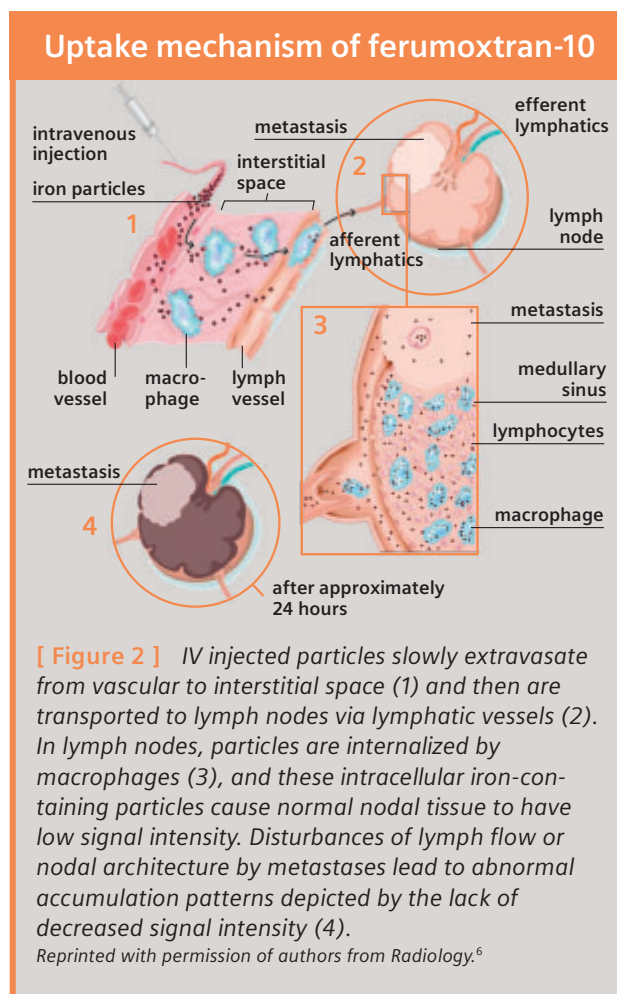 Uptake mechanism of ferumoxtran-10
intravenous
injection
iron particles
1
interstitial
space
metastasis
2
efferent
lymphatics
afferent
lymphatics
lymph
node
blood
vessel
macro-
phage
lymph
vessel
3
metastasis
medullary
sinus
lymphocytes
macrophage
metastasis
4
after approximately
24 hours
[ Figure 2 ] IV injected particles slowly extravasate
from vascular to interstitial space (1) and then are
transported to lymph nodes via lymphatic vessels (2).
In lymph nodes, particles are internalized by
macrophages (3), and these intracellular iron-con-
taining particles cause normal nodal tissue to have
low signal intensity. Disturbances of lymph flow or
nodal architecture by metastases lead to abnormal
accumulation patterns depicted by the lack of
decreased signal intensity (4).
Reprinted with permission of authors from Radiology.⁶